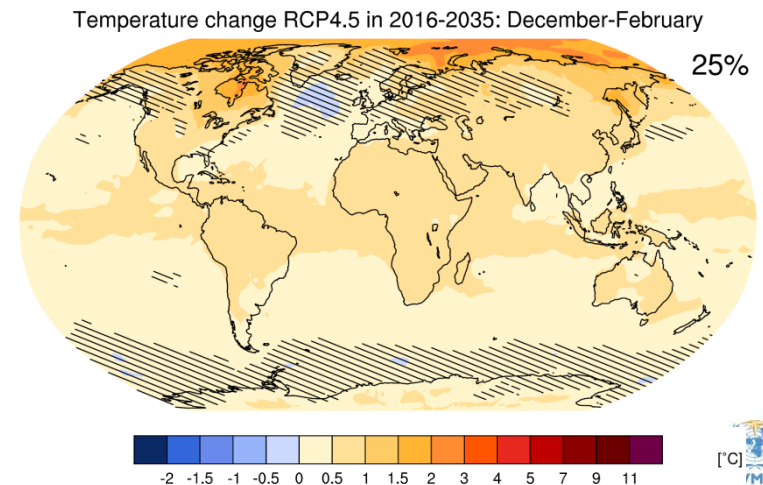 Temperature change RCP4.5 in 2016-2035: December-February
25%
-2 -1.5 -1 -0.5 0 0.5 1 1.5 2 3 4 5 7 9 11
[°C]